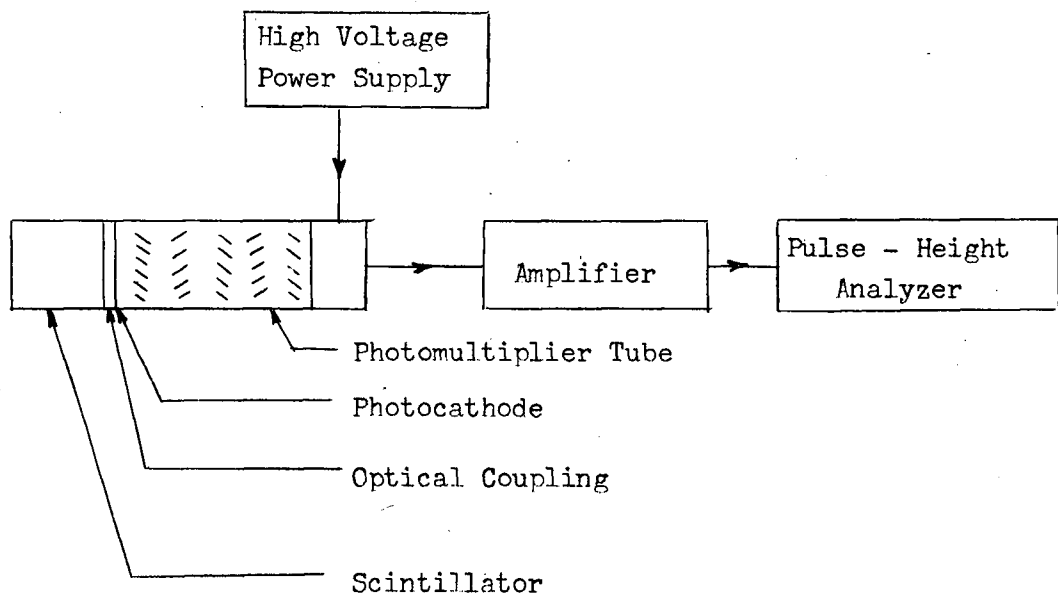 High Voltage
Power Supply
Amplifier
Pulse - Height
Analyzer
Photomultiplier Tube
Photocathode
Optical Coupling
Scintillator